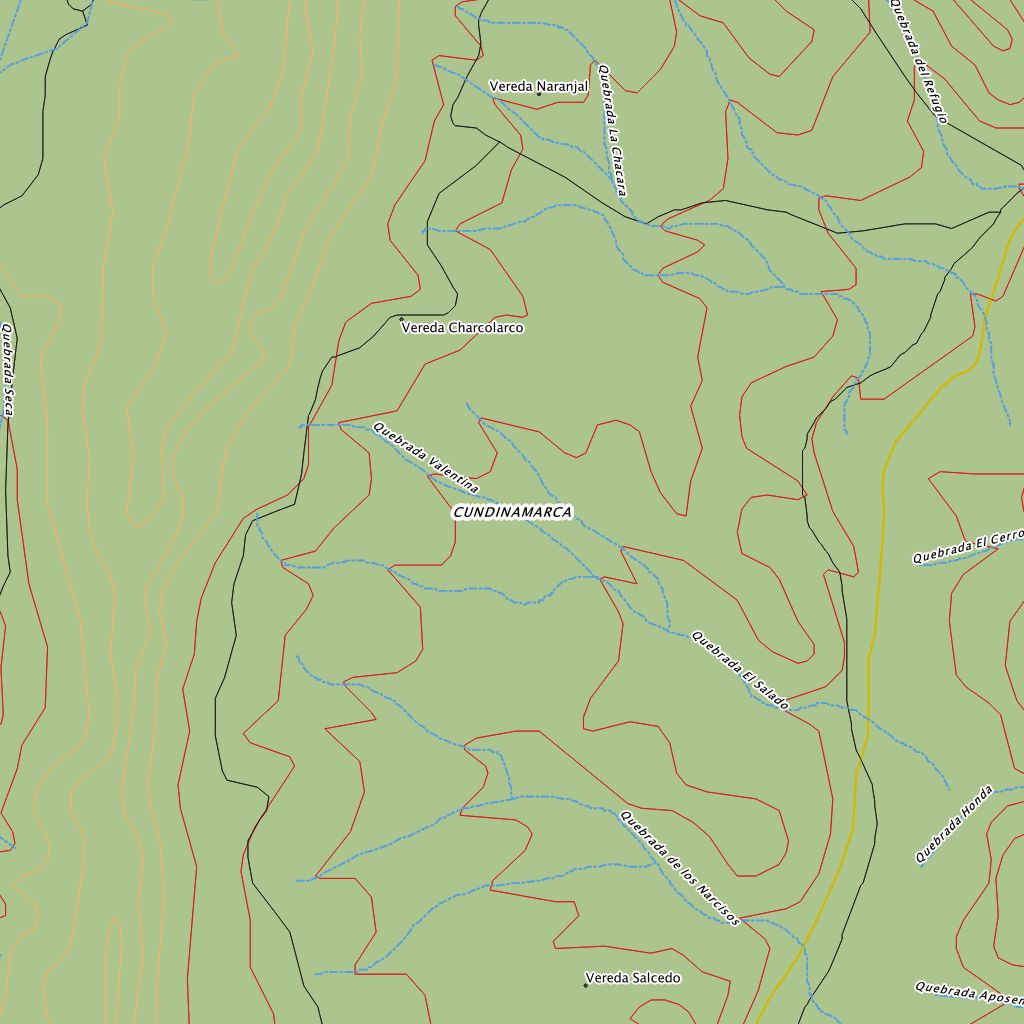 Quebrada del Refugio
Vereda Naranjal
Quebrada La Chacara
Vereda Charcolarco
Quebrada Seca
Quebrada Valentina
CUNDINAMARCA
Quebrada El Cerro
Quebrada El Salado
Quebrada Honda
Quebrada de los Narcisos
Vereda Salcedo
Quebrada Aposen